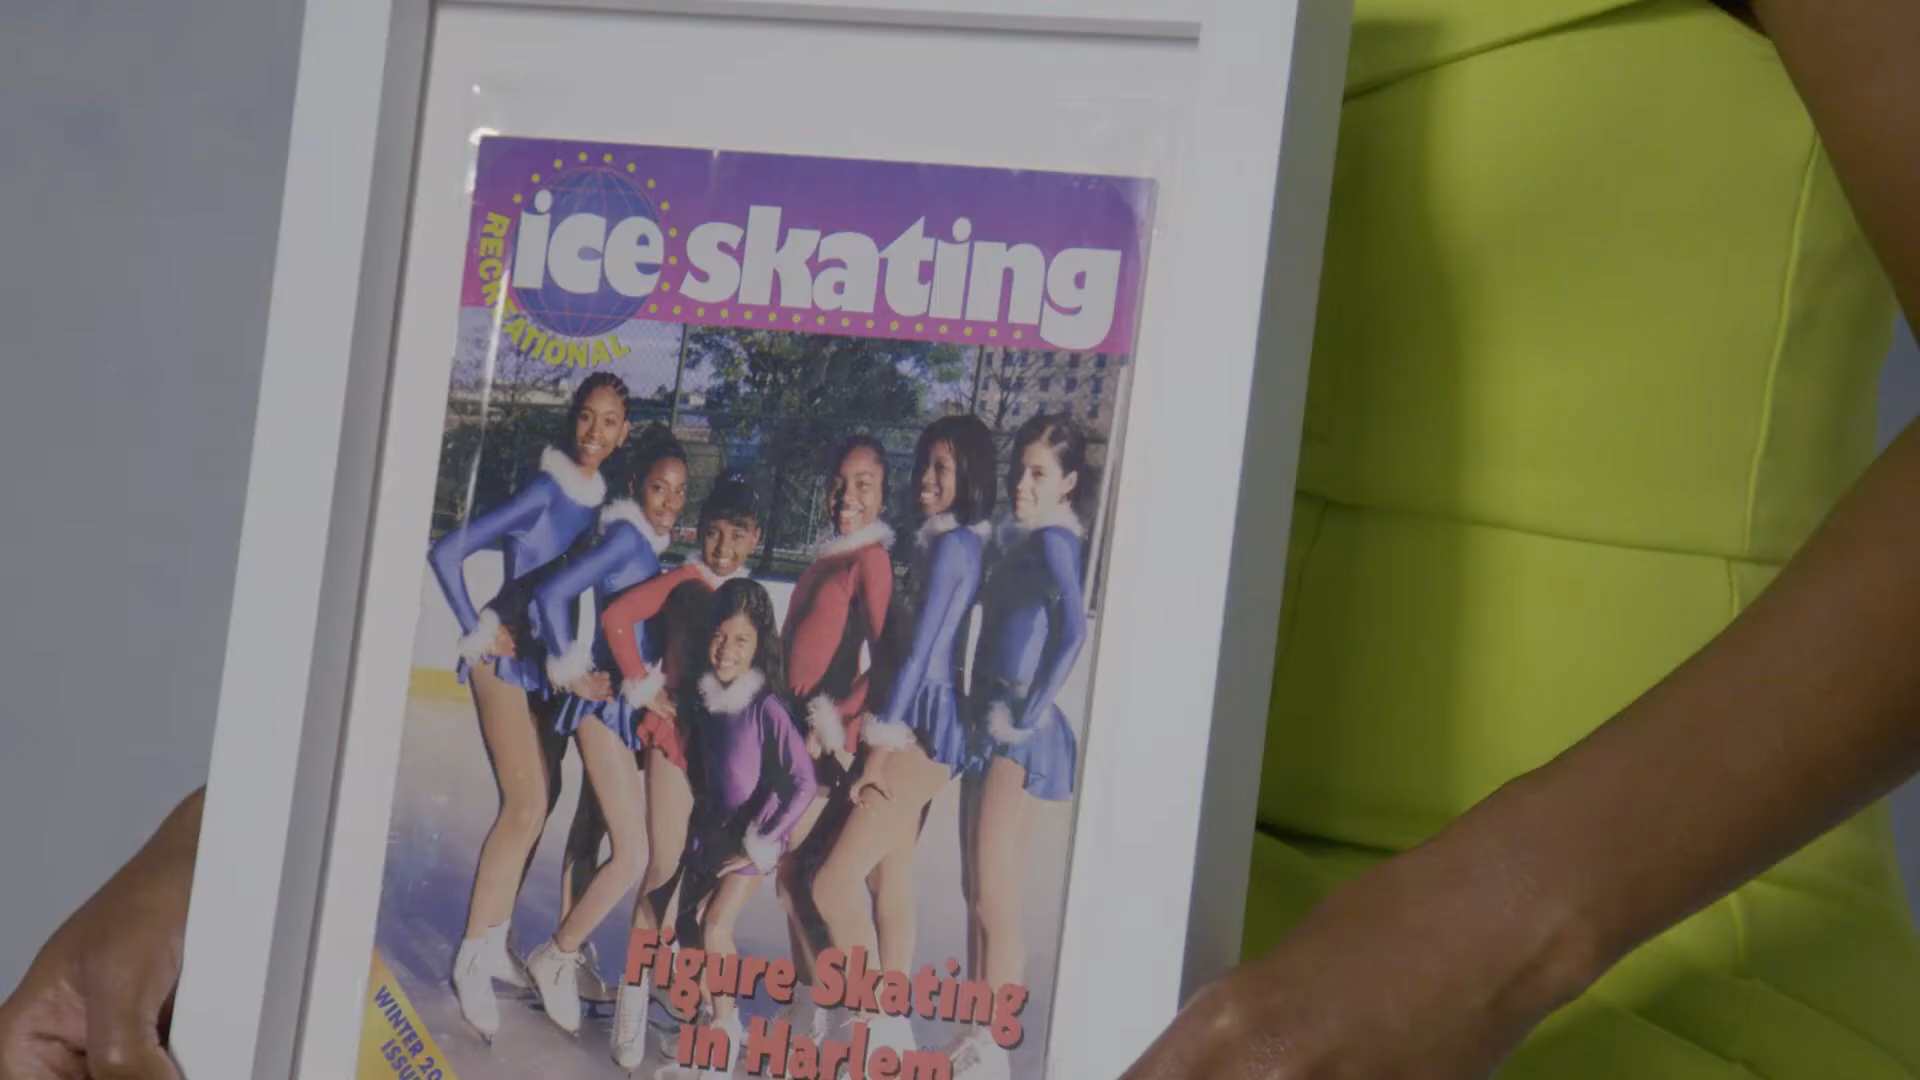 RECREATIONAL
ice skating
Figure Skating
in Harlem
WINTER 20
ISSU